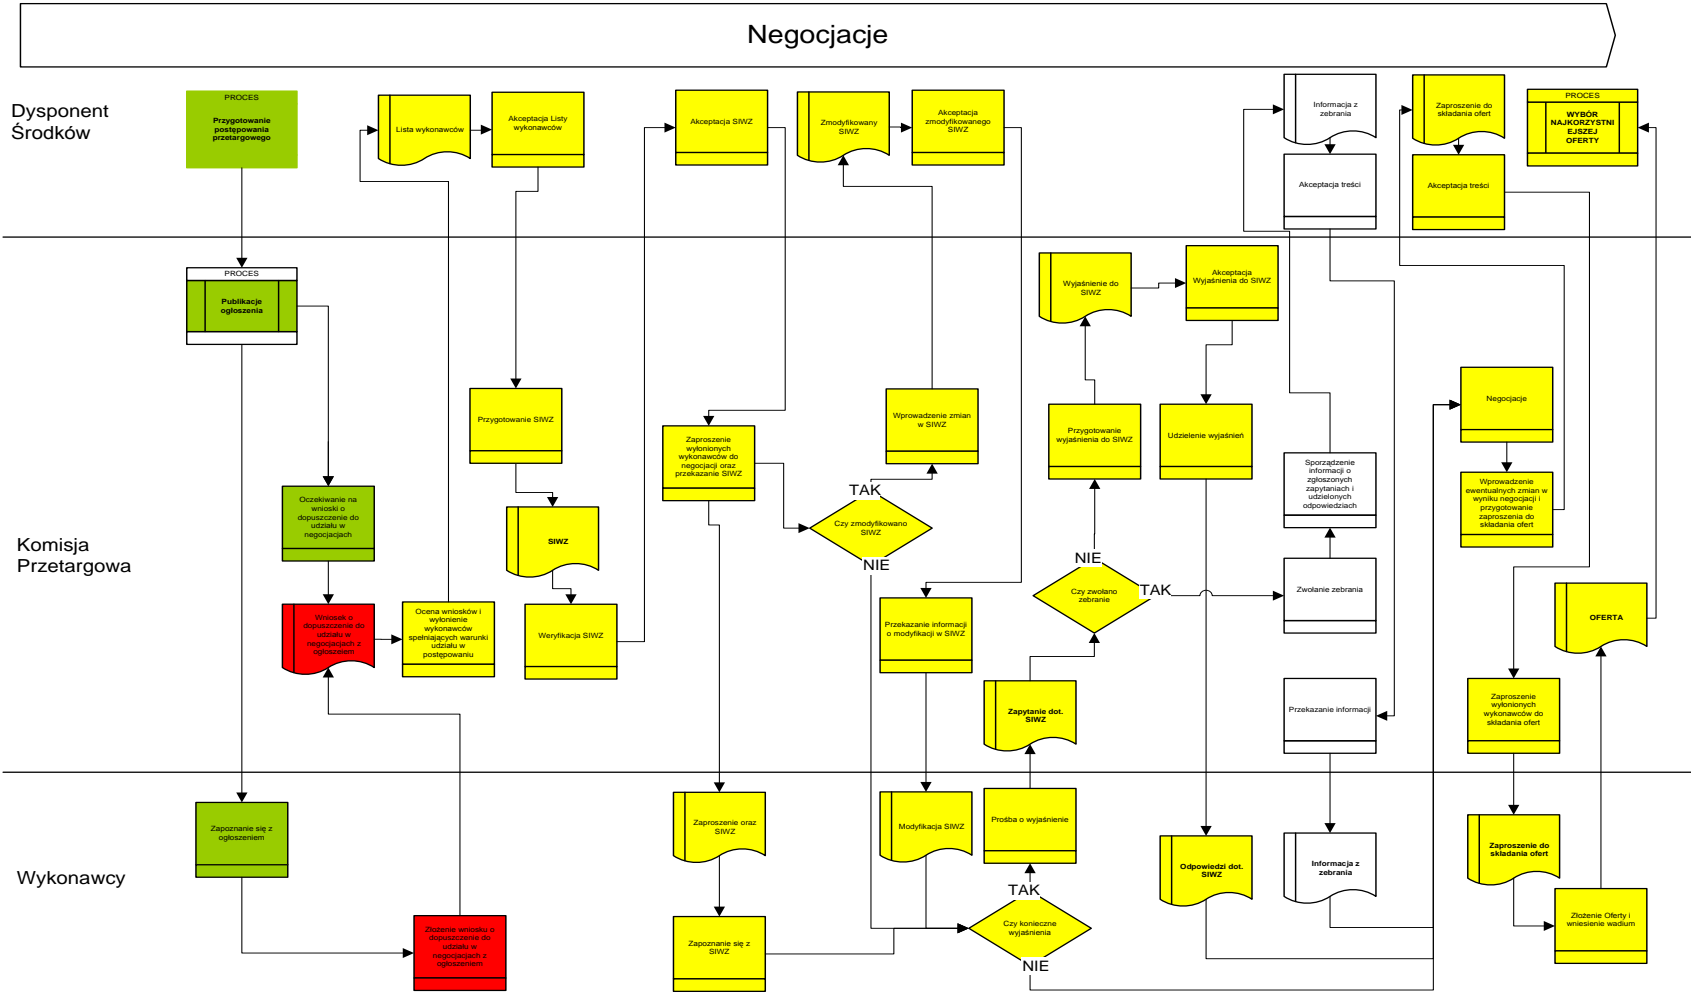 Negocjacje
Dysponent
Środków
PROCES
Przygotowanie
postępowania
przetargowego
Lista wykonawców
Akceptacja Listy
wykonawców
Akceptacja SIWZ
Zmodyfikowany
SIWZ
Akceptacja
zmodyfikowanego
SIWZ
Informacja z
zebrania
Akceptacja treści
Zaproszenie do
składania ofert
Akceptacja treści
PROCES
WYBÓR
NAJKORZYSTNI
EJSZEJ
OFERTY
Komisja
Przetargowa
PROCES
Publikacje
ogłoszenia
Oczekiwanie na
wnioski o
dopuszczenie do
udziału w
negocjacjach
Wniosek o
dopuszczenie do
udziału w
negocjacjach z
ogłoszeiem
Ocena wniosków i
wyłonienie
wykonawców
spełniających warunki
udziału w
postępowaniu
Przygotowanie SIWZ
SIWZ
Weryfikacja SIWZ
Zaproszenie
wyłonionych
wykonawców do
negocjacji oraz
przekazanie SIWZ
Czy zmodyfikowano
SIWZ
TAK
NIE
Wprowadzenie zmian
w SIWZ
Przekazanie informacji
o modyfikacji w SIWZ
Wyjaśnienie do
SIWZ
Akceptacja
Wyjaśnienia do SIWZ
Przygotowanie
wyjaśnienia do SIWZ
Udzielenie wyjaśnień
Czy zwołano
zebranie
NIE
TAK
Zapytanie dot.
SIWZ
Sporządzenie
informacji o
zgłoszonych
zapytaniach i
udzielonych
odpowiedziach
Zwołanie zebrania
Przekazanie informacji
Negocjacje
Wprowadzenie
ewentualnych zmian w
wyniku negocjacji i
przygotowanie
zaproszenia do
składania ofert
OFERTA
Zaproszenie
wyłonionych
wykonawców do
składania ofert
Wykonawcy
Zapoznanie się z
ogłoszeniem
Złożenie wniosku o
dopuszczenie do
udziału w
negocjacjach z
ogłoszeniem
Zaproszenie oraz
SIWZ
Zapoznanie się z
SIWZ
Modyfikacja SIWZ
Prośba o wyjaśnienie
Czy konieczne
wyjaśnienia
TAK
NIE
Odpowiedzi dot.
SIWZ
Informacja z
zebrania
Zaproszenie do
składania ofert
Złożenie Oferty i
wniesienie wadium